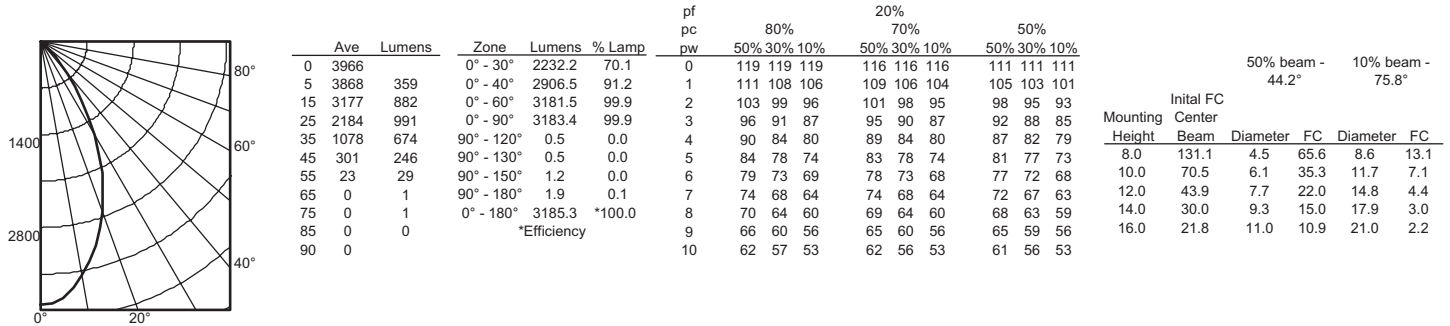 1400
2800
0°
20°
40°
60°
80°
Ave Lumens
0 3966
5 3868 359
15 3177 882
25 2184 991
35 1078 674
45 301 246
55 23 29
65 0 1
75 0 1
85 0 0
90 0
Zone Lumens % Lamp
0° - 30° 2232.2 70.1
0° - 40° 2906.5 91.2
0° - 60° 3181.5 99.9
0° - 90° 3183.4 99.9
90° - 120° 0.5 0.0
90° - 130° 0.5 0.0
90° - 150° 1.2 0.0
90° - 180° 1.9 0.1
0° - 180° 3185.3 *100.0
*Efficiency
pf 20%
pc 80% 70% 50%
pw 50% 30% 10% 50% 30% 10% 50% 30% 10%
0 119 119 119 116 116 116 111 111 111
1 111 108 106 109 106 104 105 103 101
2 103 99 96 101 98 95 98 95 93
3 96 91 87 95 90 87 92 88 85
4 90 84 80 89 84 80 87 82 79
5 84 78 74 83 78 74 81 77 73
6 79 73 69 78 73 68 77 72 68
7 74 68 64 74 68 64 72 67 63
8 70 64 60 69 64 60 68 63 59
9 66 60 56 65 60 56 65 59 56
10 62 57 53 62 56 53 61 56 53
50% beam - 10% beam -
44.2° 75.8°
Inital FC
Mounting Center
Height Beam Diameter FC Diameter FC
8.0 131.1 4.5 65.6 8.6 13.1
10.0 70.5 6.1 35.3 11.7 7.1
12.0 43.9 7.7 22.0 14.8 4.4
14.0 30.0 9.3 15.0 17.9 3.0
16.0 21.8 11.0 10.9 21.0 2.2